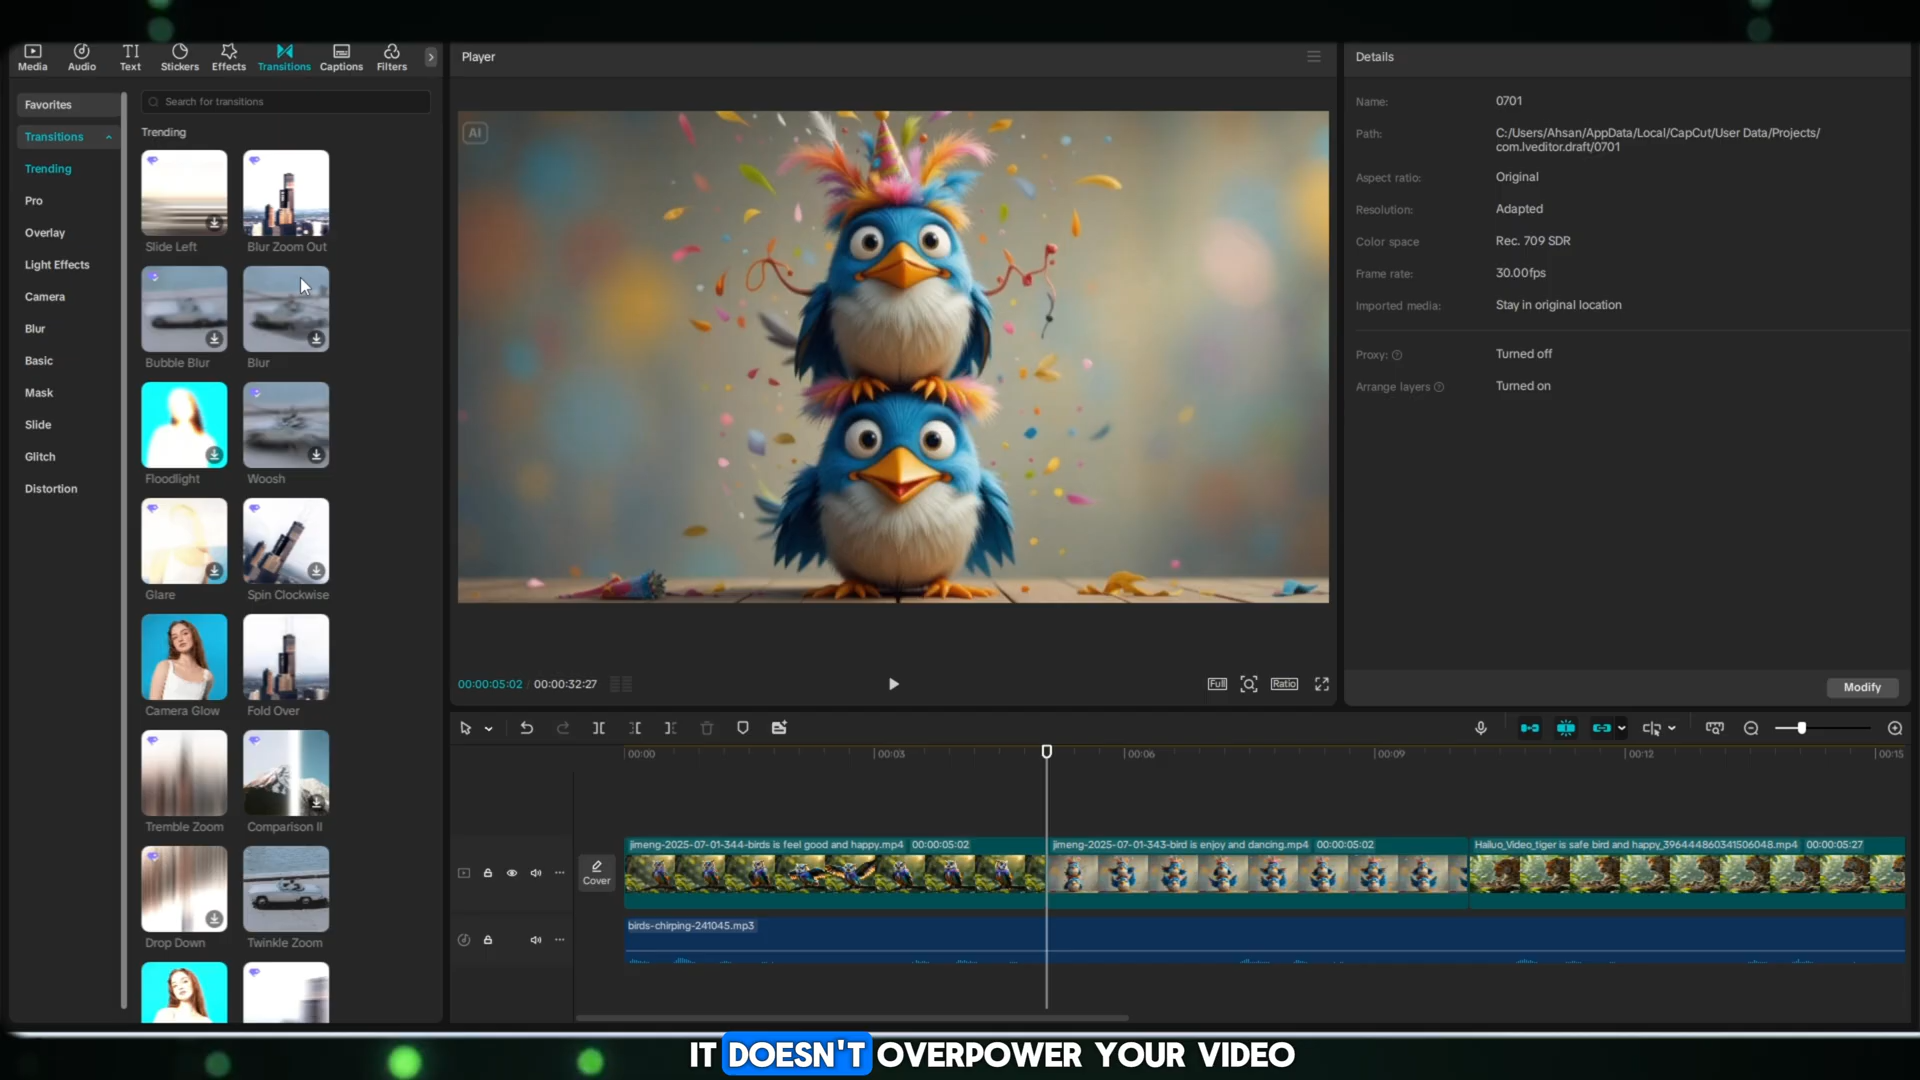 Media Audio Text Stickers Effects Transitions Captions Filters
Favorites
Transitions
Trending
Pro
Overlay
Light Effects
Camera
Blur
Basic
Mask
Slide
Glitch
Distortion
Search for transitions
Trending
Slide Left Blur Zoom Out
Bubble Blur Blur
Floodlight Woosh
Glare Spin Clockwise
Camera Glow Fold Over
Tremble Zoom Comparison II
Drop Down Twinkle Zoom
Player
AI
00:00:05:02 / 00:00:32:27
Full Ratio
Details
Name: 0701
Path: C:/Users/Ahsan/AppData/Local/CapCut/User Data/Projects/
com.lveditor.draft/0701
Aspect ratio: Original
Resolution: Adapted
Color space Rec. 709 SDR
Frame rate: 30.00fps
Imported media: Stay in original location
Proxy: Turned off
Arrange layers Turned on
Modify
00:00 00:03 00:06 00:09 00:12 00:15
Cover
jimeng-2025-07-01-344-birds is feel good and happy.mp4 00:00:05:02
jimeng-2025-07-01-343-bird is enjoy and dancing.mp4 00:00:05:02
Hailuo_Video_tiger is safe bird and happy_396444860341506048.mp4 00:00:05:27
birds-chirping-241045.mp3
IT DOESN'T OVERPOWER YOUR VIDEO